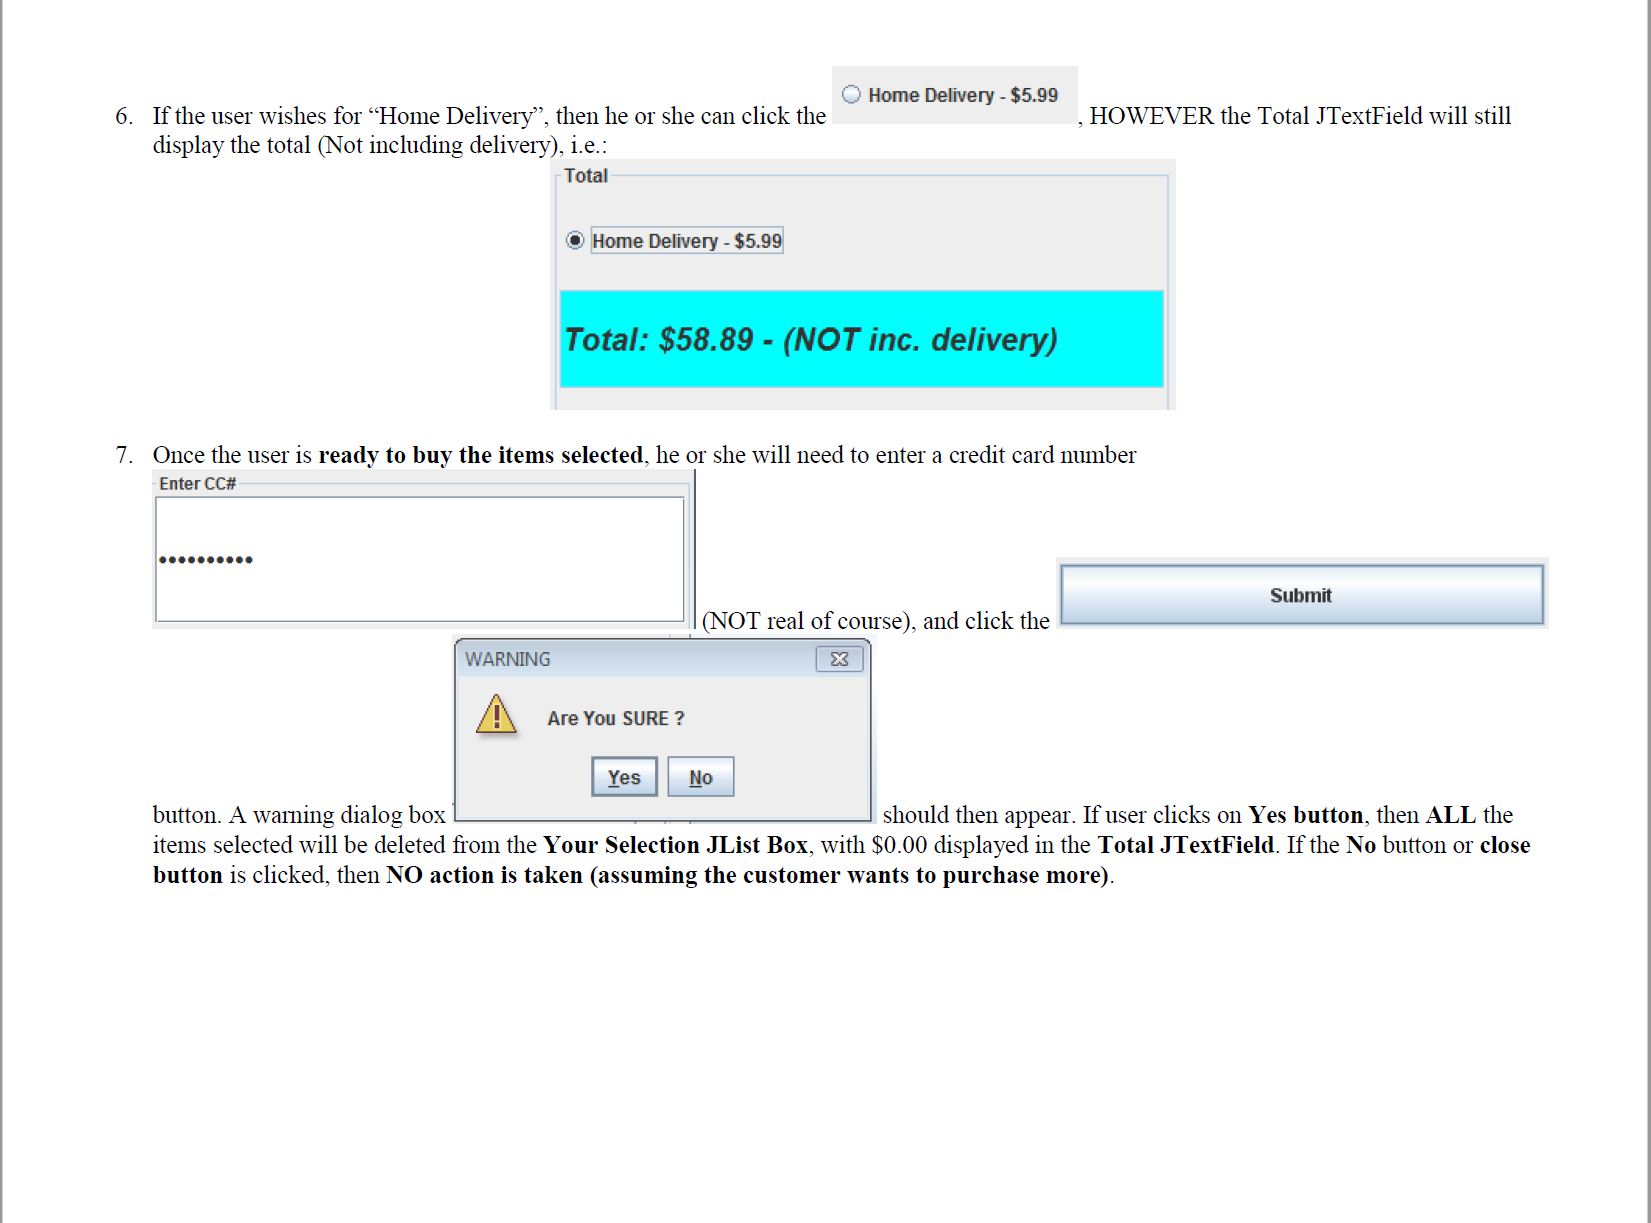 Home Delivery - $5.99
6. If the user wishes for “Home Delivery”, then he or she can click the , HOWEVER the Total JTextField will still
display the total (Not including delivery), i.e.:
Total
Home Delivery - $5.99
Total: $58.89 - (NOT inc. delivery)
7. Once the user is ready to buy the items selected, he or she will need to enter a credit card number
Enter CC#
••••••••••
Submit
(NOT real of course), and click the
WARNING
Are You SURE ?
Yes No
button. A warning dialog box should then appear. If user clicks on Yes button, then ALL the
items selected will be deleted from the Your Selection JList Box, with $0.00 displayed in the Total JTextField. If the No button or close
button is clicked, then NO action is taken (assuming the customer wants to purchase more).